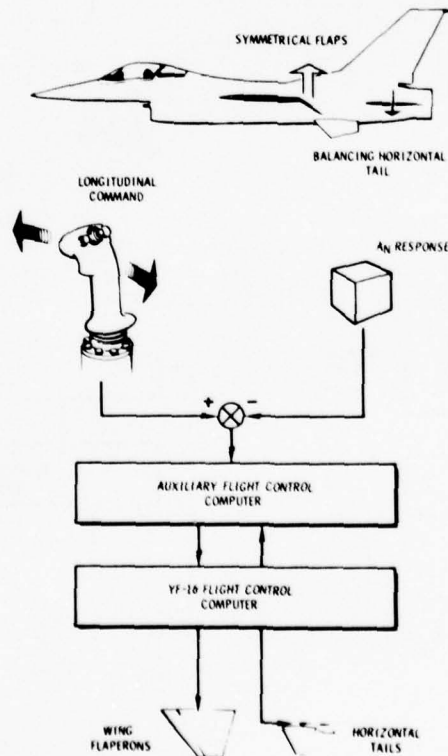 SYMMETRICAL FLAPS
BALANCING HORIZONTAL
TAIL
LONGITUDINAL
COMMAND
AN RESPONSE
+
−
AUXILIARY FLIGHT CONTROL
COMPUTER
YF-16 FLIGHT CONTROL
COMPUTER
WING
FLAPERONS
HORIZONTAL
TAILS